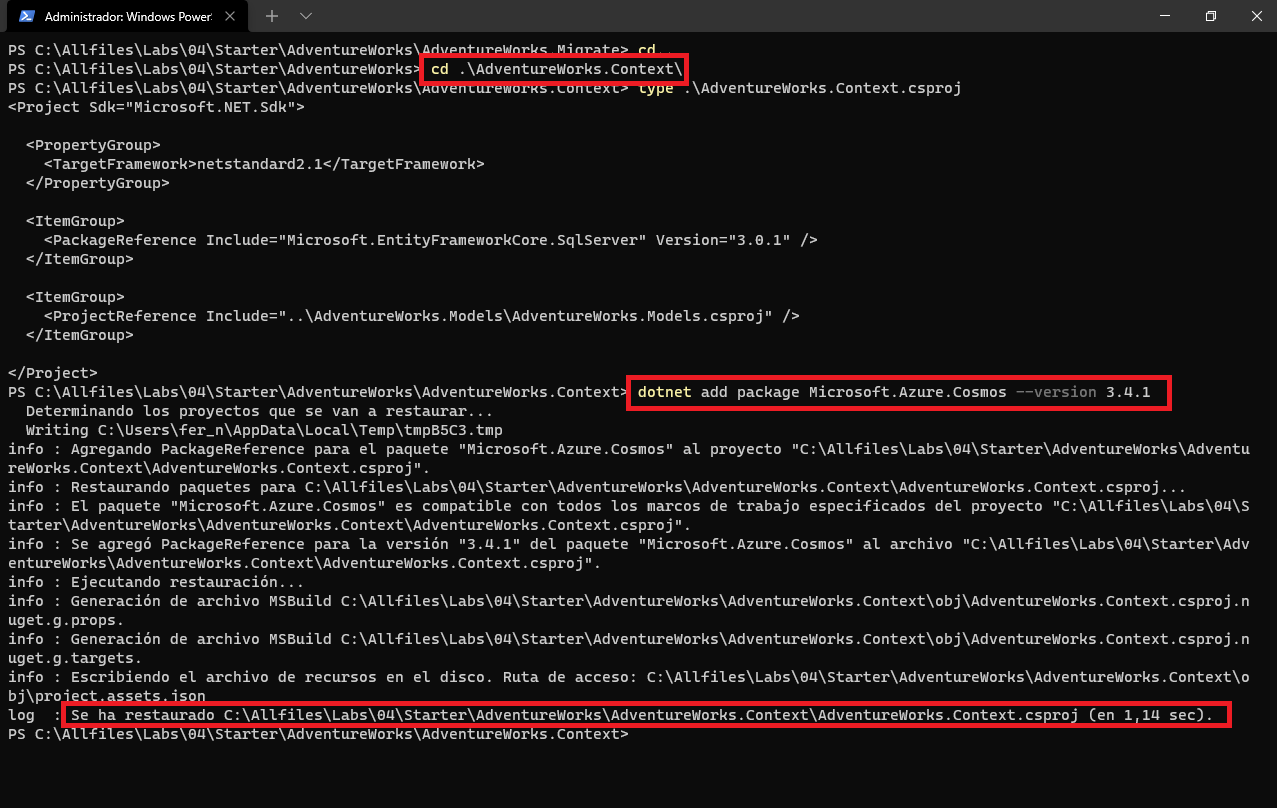 Administrador: Windows Power
PS C:\Allfiles\Labs\04\Starter\AdventureWorks\AdventureWorks.Migrate> cd..
PS C:\Allfiles\Labs\04\Starter\AdventureWorks> cd .\AdventureWorks.Context\
PS C:\Allfiles\Labs\04\Starter\AdventureWorks\AdventureWorks.Context> type .\AdventureWorks.Context.csproj
<Project Sdk="Microsoft.NET.Sdk">
  <PropertyGroup>
    <TargetFramework>netstandard2.1</TargetFramework>
  </PropertyGroup>
  <ItemGroup>
    <PackageReference Include="Microsoft.EntityFrameworkCore.SqlServer" Version="3.0.1" />
  </ItemGroup>
  <ItemGroup>
    <ProjectReference Include="..\AdventureWorks.Models\AdventureWorks.Models.csproj" />
  </ItemGroup>
</Project>
PS C:\Allfiles\Labs\04\Starter\AdventureWorks\AdventureWorks.Context> dotnet add package Microsoft.Azure.Cosmos --version 3.4.1
  Determinando los proyectos que se van a restaurar...
  Writing C:\Users\fer_n\AppData\Local\Temp\tmpB5C3.tmp
info : Agregando PackageReference para el paquete "Microsoft.Azure.Cosmos" al proyecto "C:\Allfiles\Labs\04\Starter\AdventureWorks\Adventu
reWorks.Context\AdventureWorks.Context.csproj".
info : Restaurando paquetes para C:\Allfiles\Labs\04\Starter\AdventureWorks\AdventureWorks.Context\AdventureWorks.Context.csproj...
info : El paquete "Microsoft.Azure.Cosmos" es compatible con todos los marcos de trabajo especificados del proyecto "C:\Allfiles\Labs\04\S
tarter\AdventureWorks\AdventureWorks.Context\AdventureWorks.Context.csproj".
info : Se agregó PackageReference para la versión "3.4.1" del paquete "Microsoft.Azure.Cosmos" al archivo "C:\Allfiles\Labs\04\Starter\Adv
entureWorks\AdventureWorks.Context\AdventureWorks.Context.csproj".
info : Ejecutando restauración...
info : Generación de archivo MSBuild C:\Allfiles\Labs\04\Starter\AdventureWorks\AdventureWorks.Context\obj\AdventureWorks.Context.csproj.n
uget.g.props.
info : Generación de archivo MSBuild C:\Allfiles\Labs\04\Starter\AdventureWorks\AdventureWorks.Context\obj\AdventureWorks.Context.csproj.n
uget.g.targets.
info : Escribiendo el archivo de recursos en el disco. Ruta de acceso: C:\Allfiles\Labs\04\Starter\AdventureWorks\AdventureWorks.Context\o
bj\project.assets.json
log  : Se ha restaurado C:\Allfiles\Labs\04\Starter\AdventureWorks\AdventureWorks.Context\AdventureWorks.Context.csproj (en 1,14 sec).
PS C:\Allfiles\Labs\04\Starter\AdventureWorks\AdventureWorks.Context>